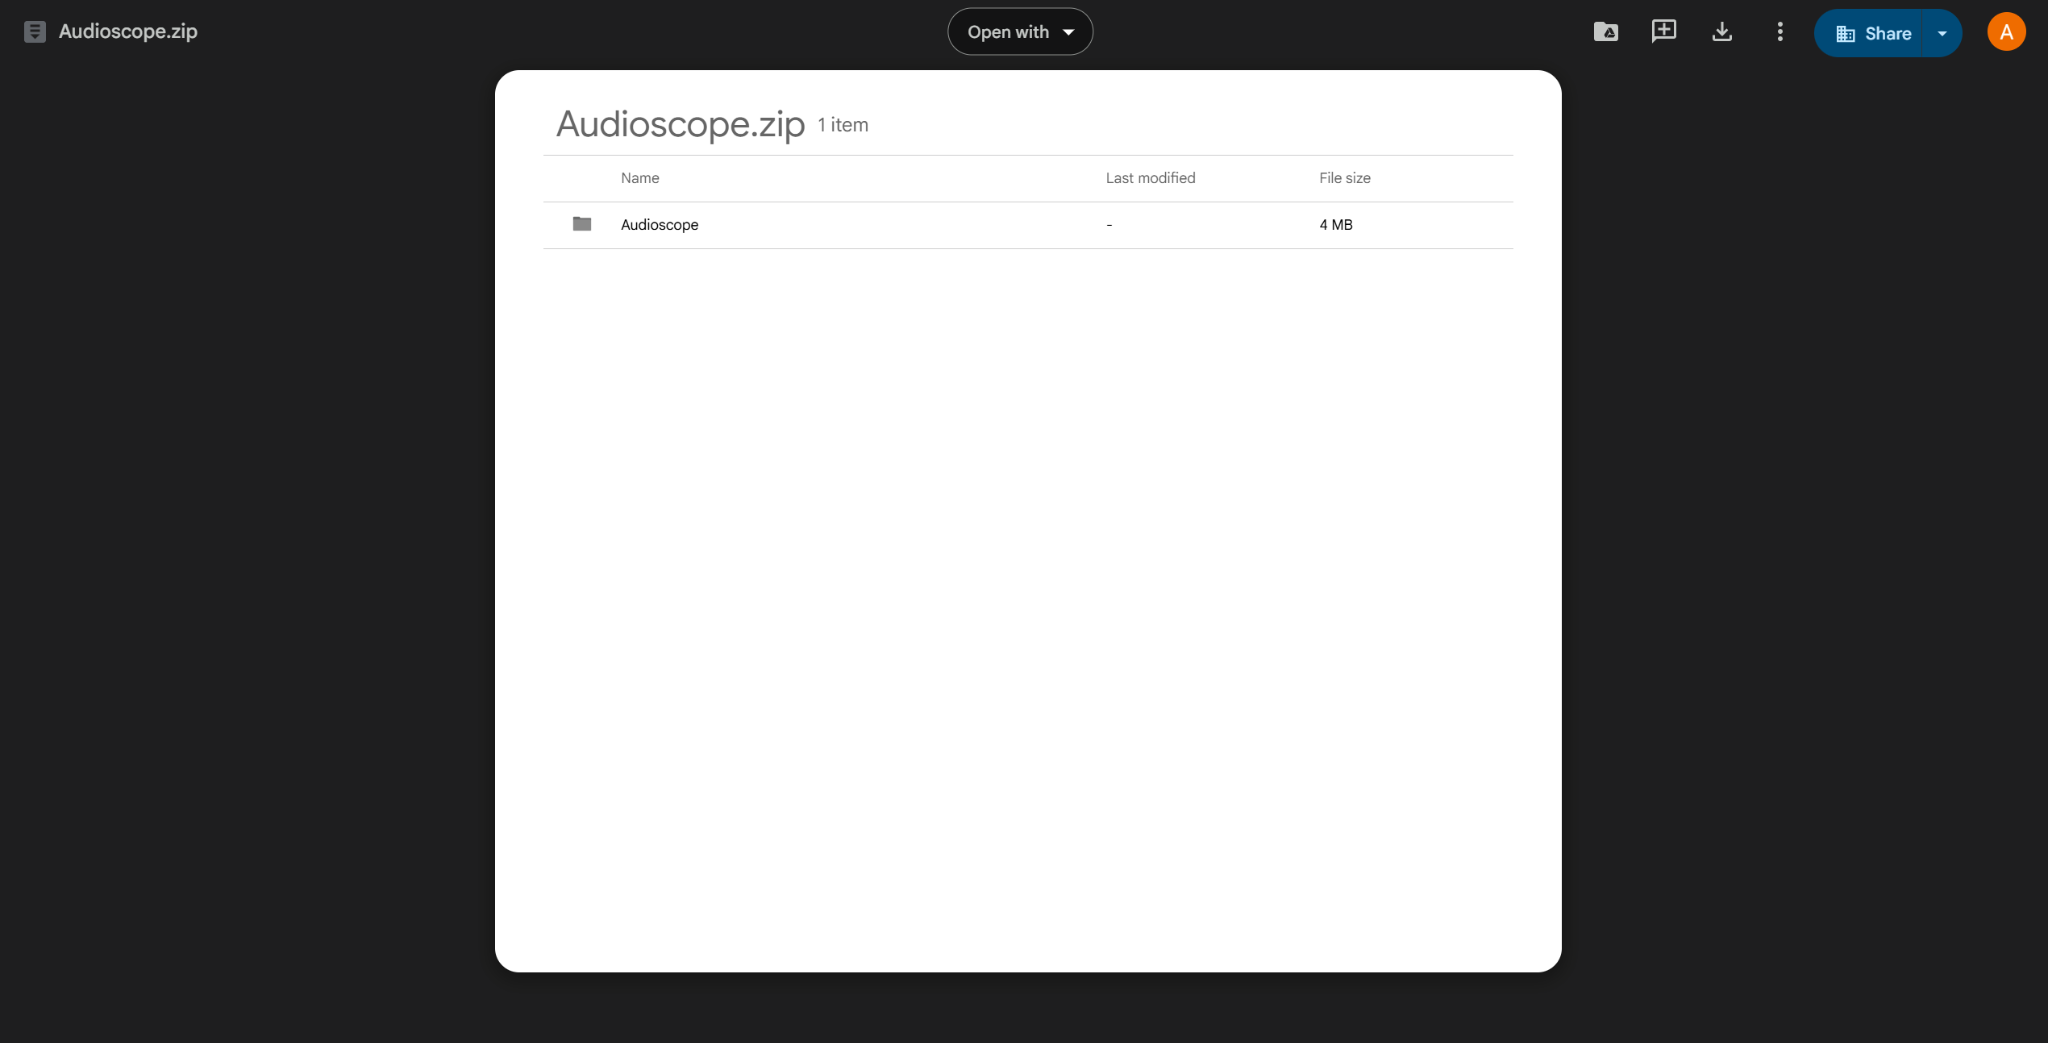 Audioscope.zip
Open with
Share
A
Audioscope.zip 1 item
Name Last modified File size
Audioscope - 4 MB